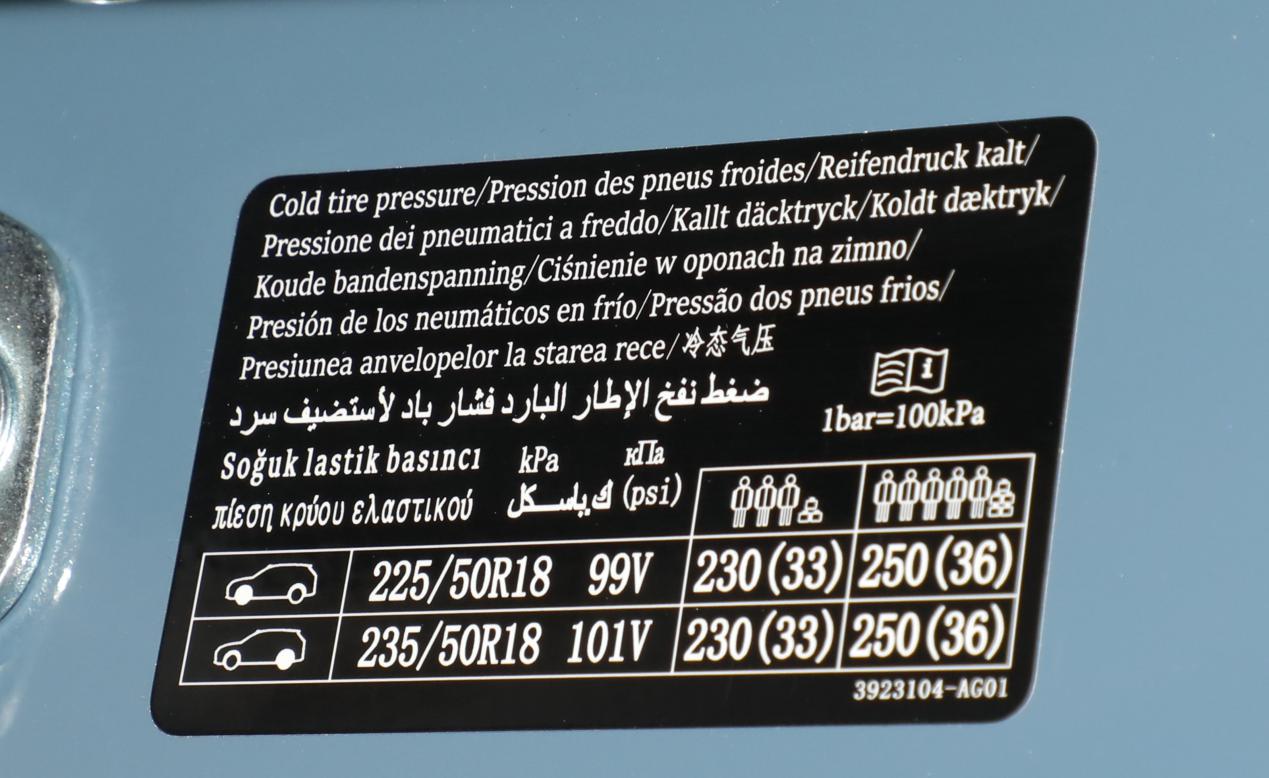 Cold tire pressure/Pression des pneus froides/Reifendruck kalt/
Pressione dei pneumatici a freddo/Kallt däcktryck/Koldt dæktryk/
Koude bandenspanning/Ciśnienie w oponach na zimno/
Presión de los neumáticos en frío/Pressão dos pneus frios/
Presiunea anvelopelor la starea rece/冷态气压
ضغط نفخ الإطار البارد فشار باد لأستضيف سرد
1bar=100kPa
Soğuk lastik basıncı kPa кПа
πίεση κρύου ελαστικού ك ياسكل (psi)
225/50R18 99V 230(33) 250(36)
235/50R18 101V 230(33) 250(36)
3923104-AG01